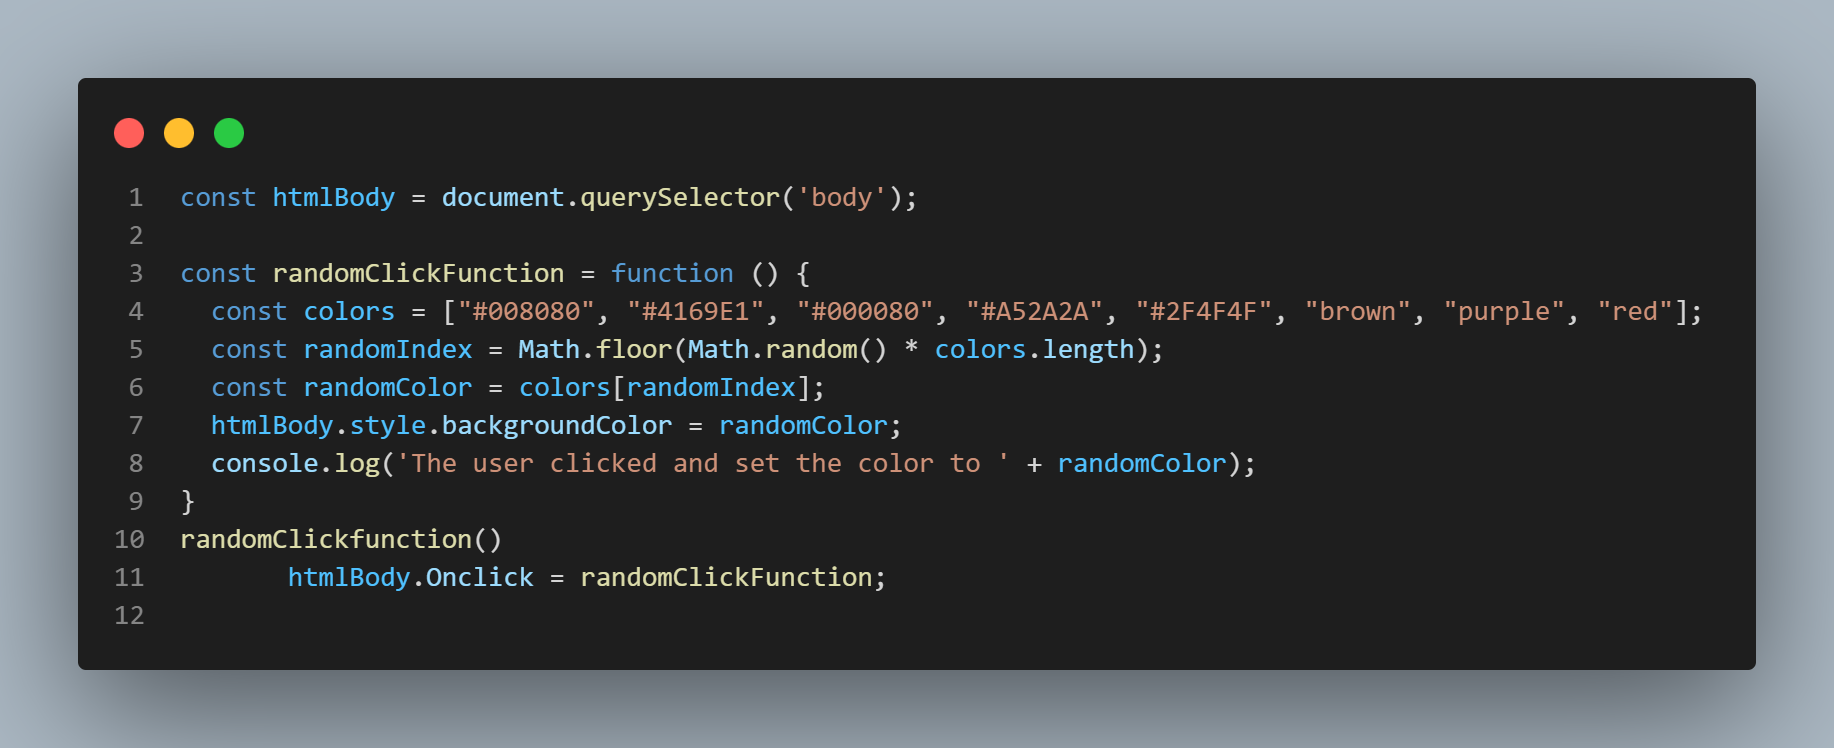 1 const htmlBody = document.querySelector('body');
2
3 const randomClickFunction = function () {
4   const colors = ["#008080", "#4169E1", "#000080", "#A52A2A", "#2F4F4F", "brown", "purple", "red"];
5   const randomIndex = Math.floor(Math.random() * colors.length);
6   const randomColor = colors[randomIndex];
7   htmlBody.style.backgroundColor = randomColor;
8   console.log('The user clicked and set the color to ' + randomColor);
9 }
10 randomClickfunction()
11        htmlBody.Onclick = randomClickFunction;
12